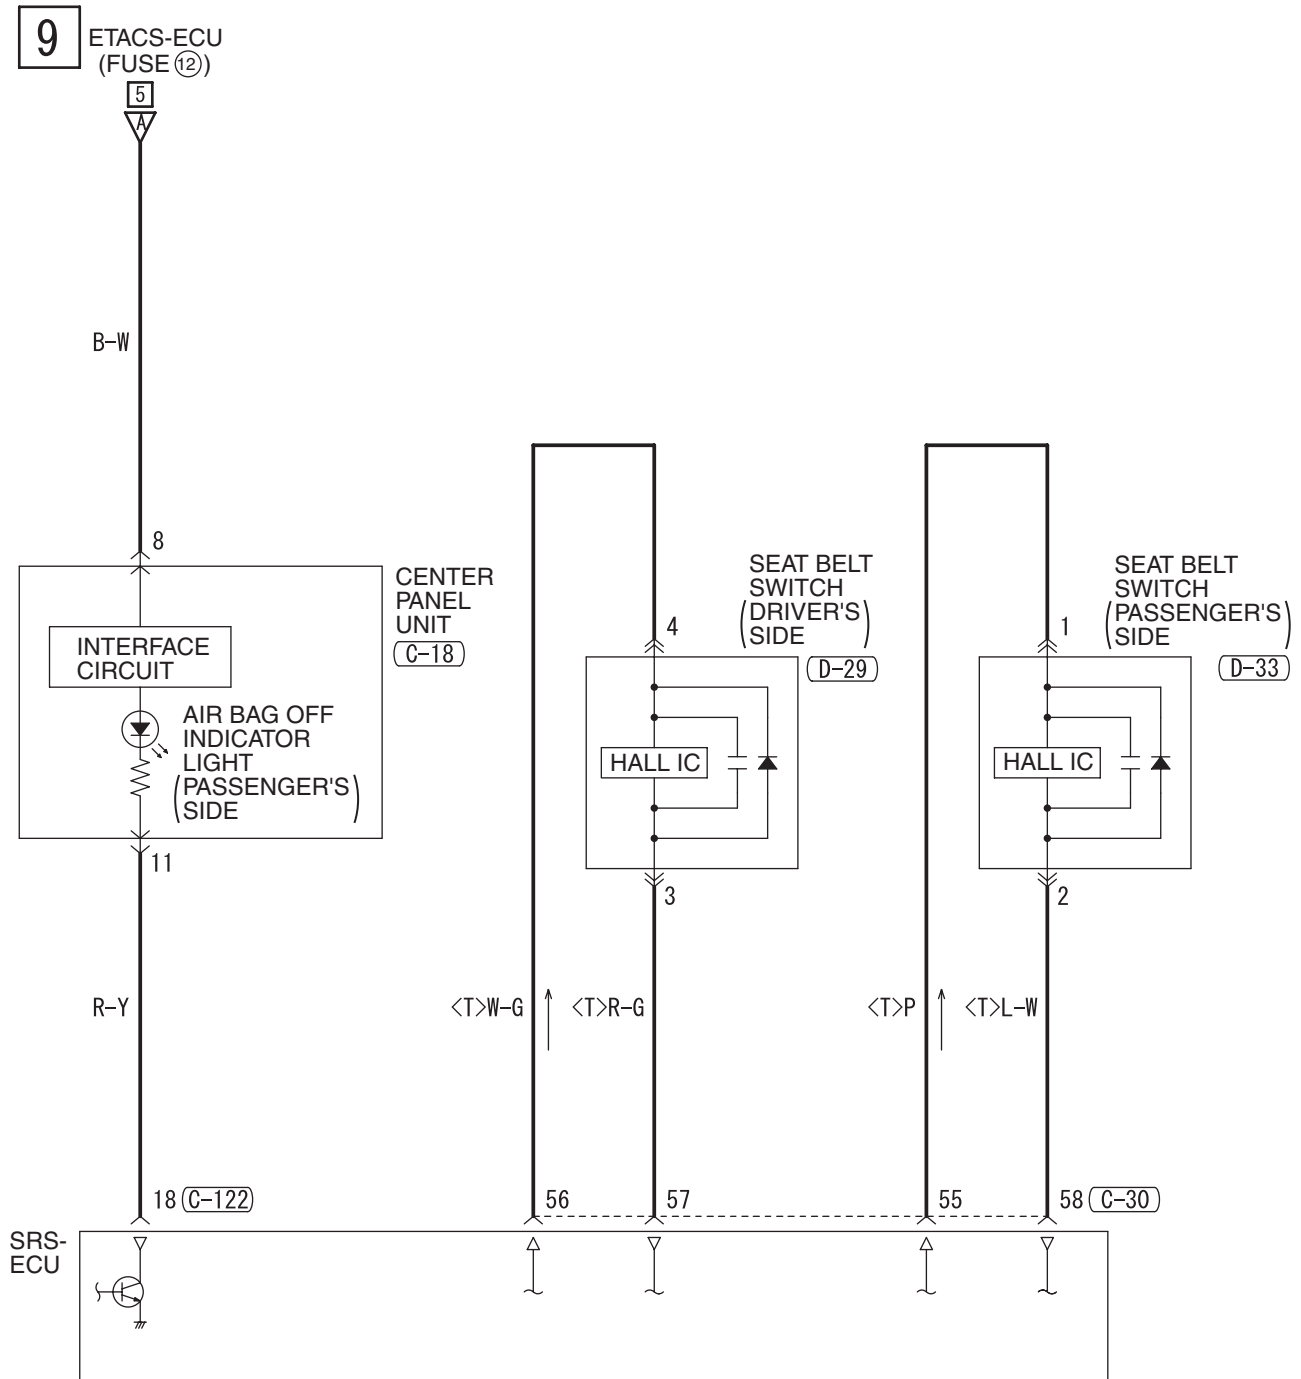 9
ETACS-ECU
(FUSE ⑫)
5
A
B-W
8
CENTER
PANEL
UNIT
C-18
INTERFACE
CIRCUIT
AIR BAG OFF
INDICATOR
LIGHT
(PASSENGER'S
SIDE)
11
R-Y
18 C-122
SEAT BELT
SWITCH
(DRIVER'S
SIDE)
D-29
4
HALL IC
3
<T>W-G
<T>R-G
56
57
SEAT BELT
SWITCH
(PASSENGER'S
SIDE)
D-33
1
HALL IC
2
<T>P
<T>L-W
55
58 C-30
SRS-
ECU